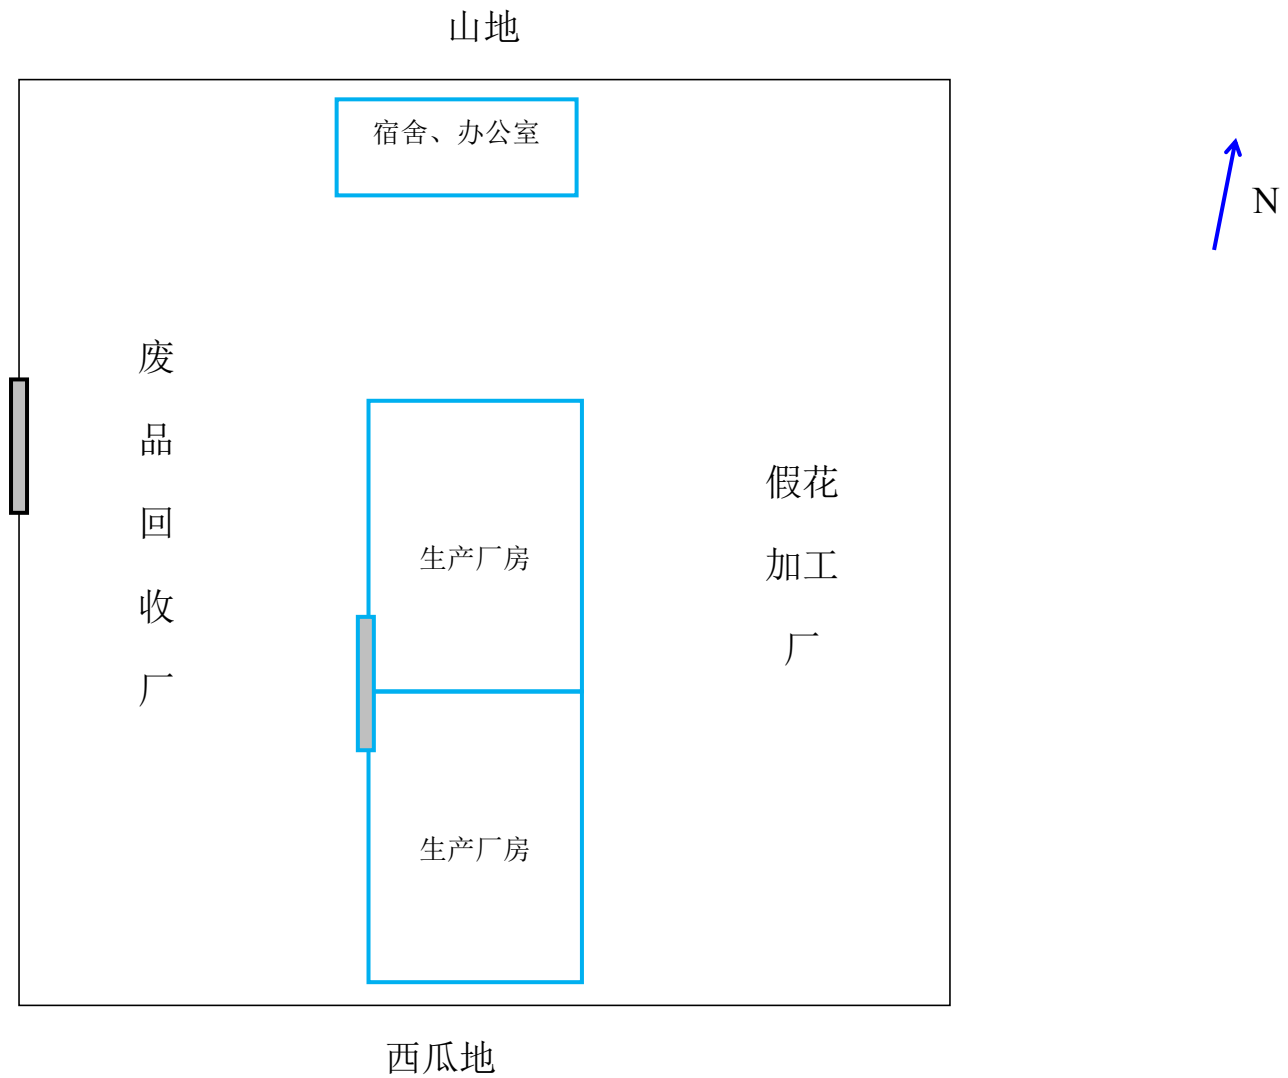 山地
宿舍、办公室
N
废
品
回
收
厂
假花
加工
厂
生产厂房
生产厂房
西瓜地